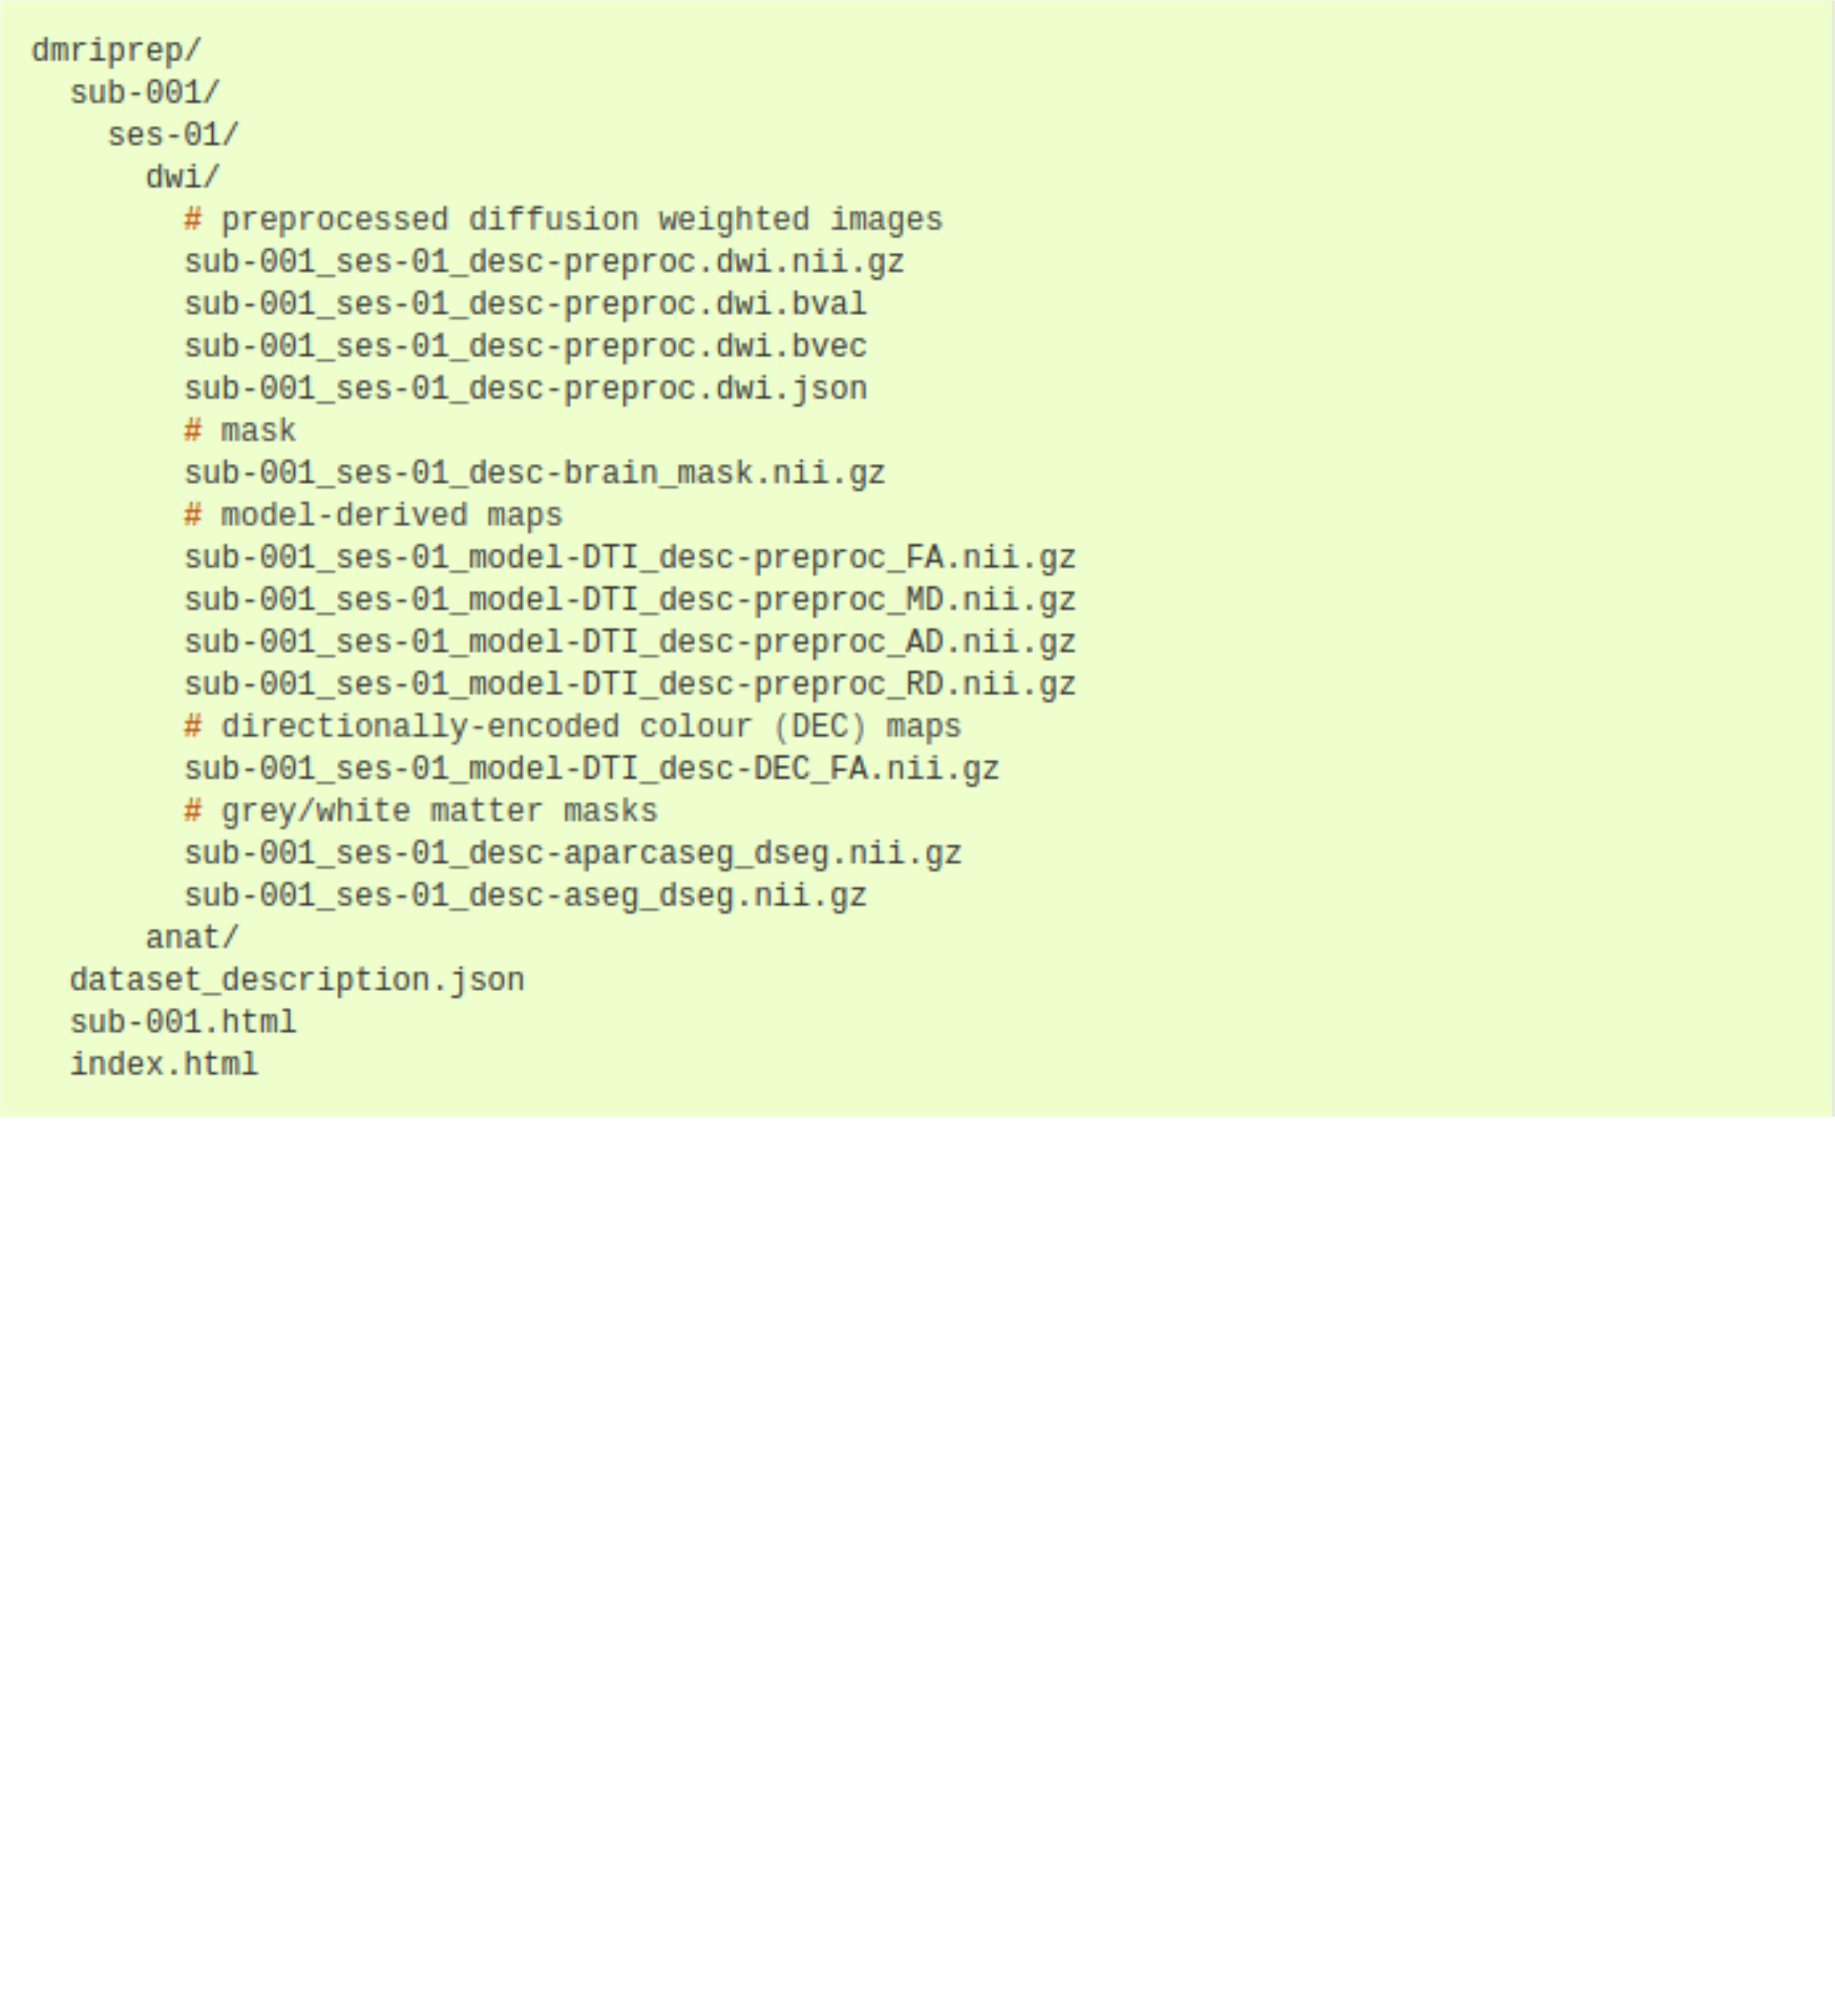 dmriprep/
  sub-001/
    ses-01/
      dwi/
        # preprocessed diffusion weighted images
        sub-001_ses-01_desc-preproc.dwi.nii.gz
        sub-001_ses-01_desc-preproc.dwi.bval
        sub-001_ses-01_desc-preproc.dwi.bvec
        sub-001_ses-01_desc-preproc.dwi.json
        # mask
        sub-001_ses-01_desc-brain_mask.nii.gz
        # model-derived maps
        sub-001_ses-01_model-DTI_desc-preproc_FA.nii.gz
        sub-001_ses-01_model-DTI_desc-preproc_MD.nii.gz
        sub-001_ses-01_model-DTI_desc-preproc_AD.nii.gz
        sub-001_ses-01_model-DTI_desc-preproc_RD.nii.gz
        # directionally-encoded colour (DEC) maps
        sub-001_ses-01_model-DTI_desc-DEC_FA.nii.gz
        # grey/white matter masks
        sub-001_ses-01_desc-aparcaseg_dseg.nii.gz
        sub-001_ses-01_desc-aseg_dseg.nii.gz
      anat/
  dataset_description.json
  sub-001.html
  index.html